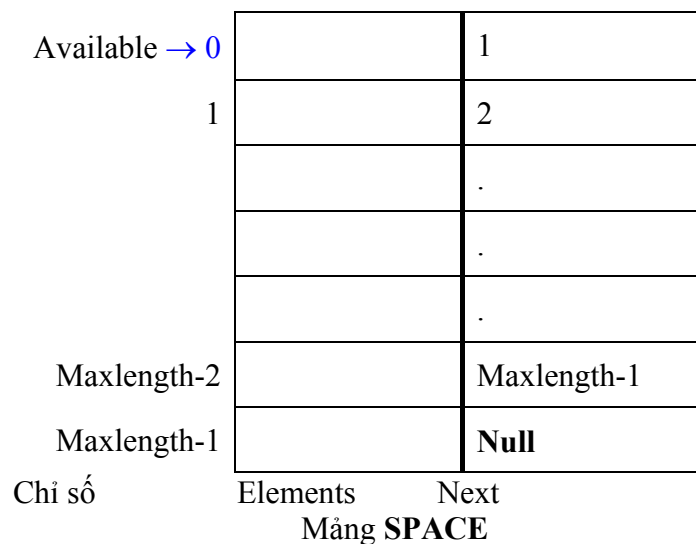 Available → 0 1
1 2
.
.
.
Maxlength-2 Maxlength-1
Maxlength-1 Null
Chỉ số Elements Next
Mảng SPACE